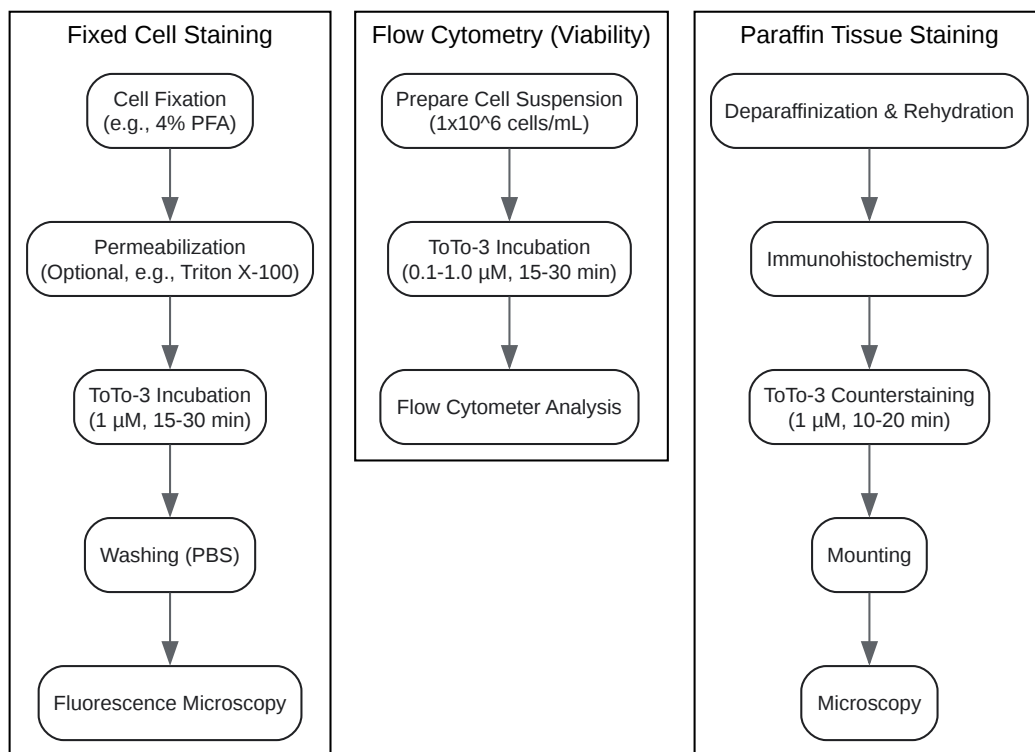 Fixed Cell Staining
Cell Fixation
(e.g., 4% PFA)
Permeabilization
(Optional, e.g., Triton X-100)
ToTo-3 Incubation
(1 µM, 15-30 min)
Washing (PBS)
Fluorescence Microscopy
Flow Cytometry (Viability)
Prepare Cell Suspension
(1x10^6 cells/mL)
ToTo-3 Incubation
(0.1-1.0 µM, 15-30 min)
Flow Cytometer Analysis
Paraffin Tissue Staining
Deparaffinization & Rehydration
Immunohistochemistry
ToTo-3 Counterstaining
(1 µM, 10-20 min)
Mounting
Microscopy